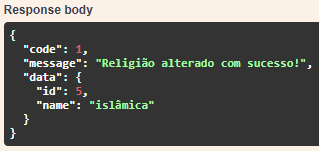 Response body
{
  "code": 1,
  "message": "Religião alterado com sucesso!",
  "data": {
    "id": 5,
    "name": "islâmica"
  }
}